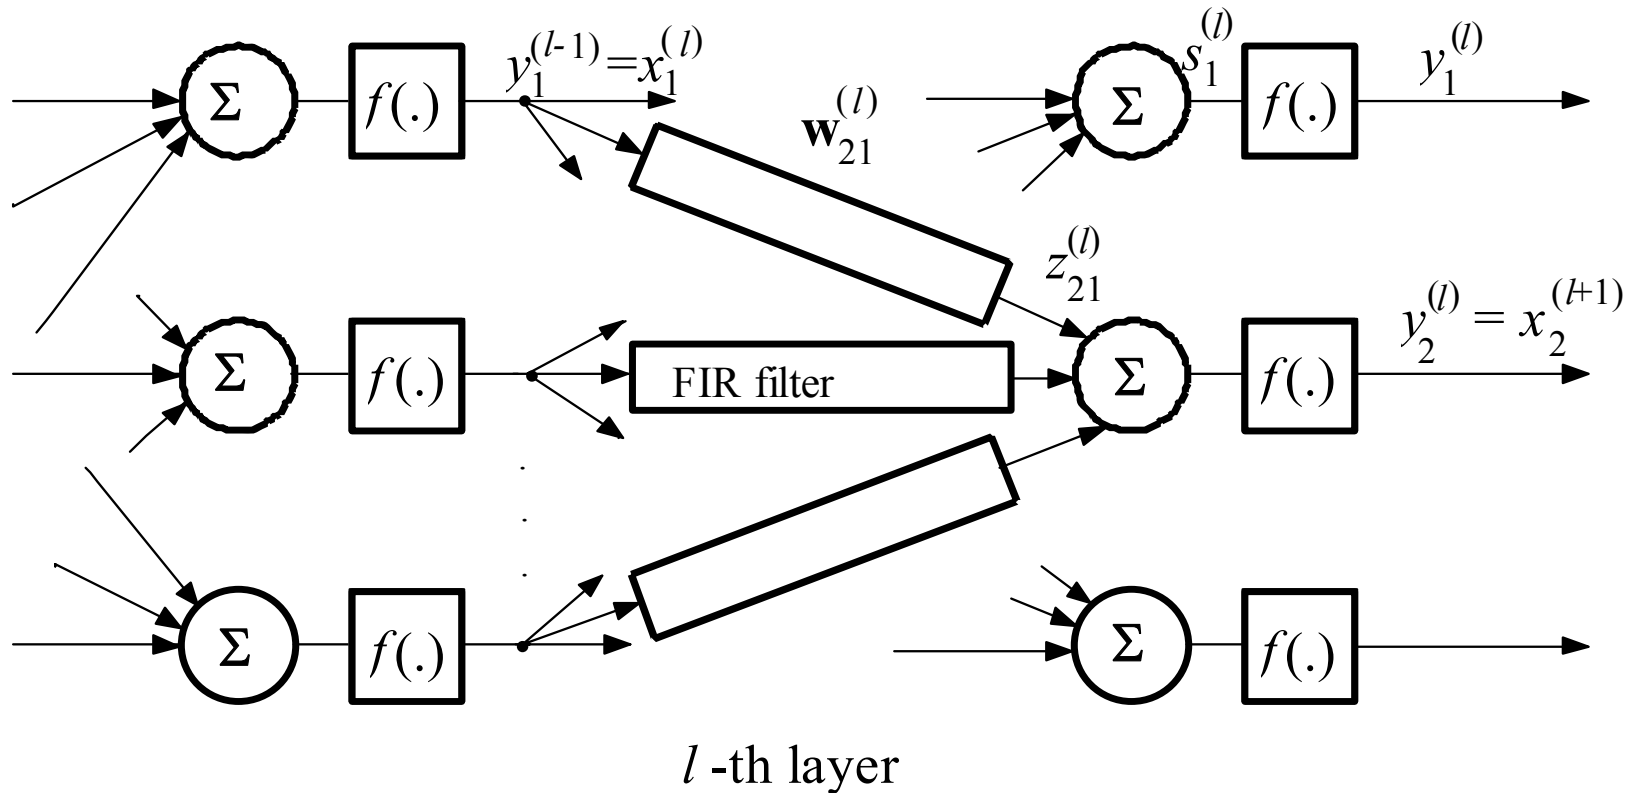 Σ f(.) y₁⁽ˡ⁻¹⁾=x₁⁽ˡ⁾ s₁⁽ˡ⁾ Σ f(.) y₁⁽ˡ⁾
w₂₁⁽ˡ⁾
z₂₁⁽ˡ⁾
Σ f(.) FIR filter Σ f(.) y₂⁽ˡ⁾ = x₂⁽ˡ⁺¹⁾
Σ f(.) Σ f(.)
l -th layer